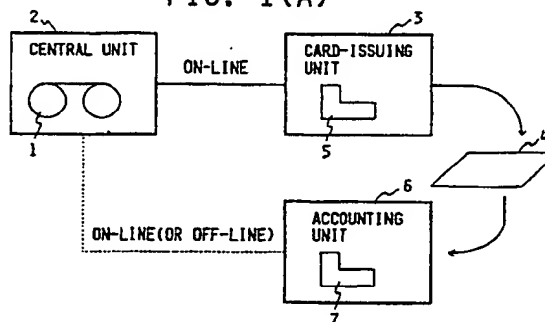 FIG. 1(A)
2
CENTRAL UNIT
1
ON-LINE
3
CARD-ISSUING
UNIT
5
6
ACCOUNTING
UNIT
7
ON-LINE(OR OFF-LINE)